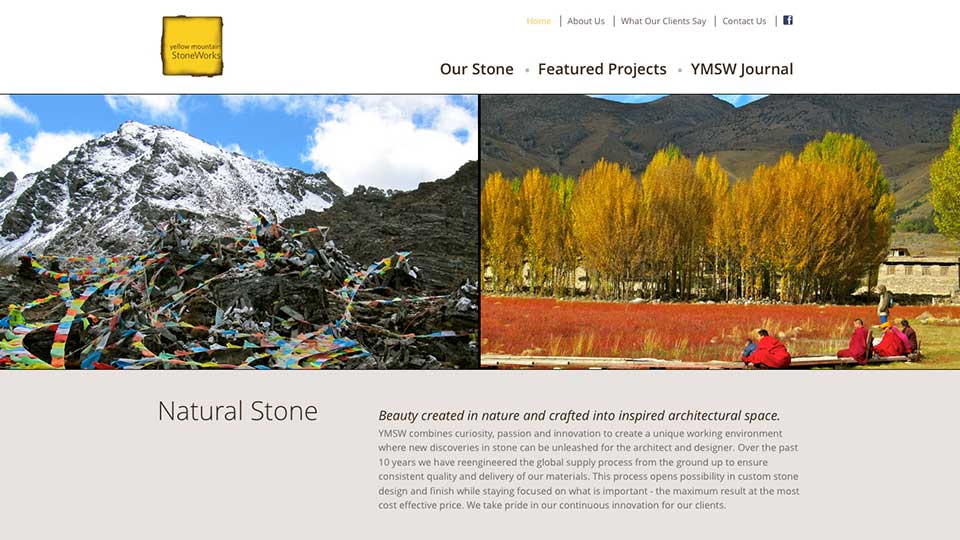 Home
About Us
What Our Clients Say
Contact Us
f
yellow mountain
StoneWorks
Our Stone • Featured Projects • YMSW Journal
Natural Stone
Beauty created in nature and crafted into inspired architectural space.
YMSW combines curiosity, passion and innovation to create a unique working environment
where new discoveries in stone can be unleashed for the architect and designer. Over the past
10 years we have reengineered the global supply process from the ground up to ensure
consistent quality and delivery of our materials. This process opens possibility in custom stone
design and finish while staying focused on what is important - the maximum result at the most
cost effective price. We take pride in our continuous innovation for our clients.